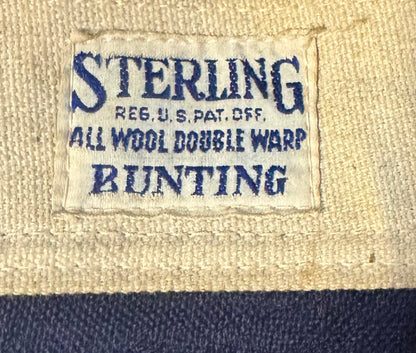 STERLING
REG. U.S. PAT. OFF.
ALL WOOL DOUBLE WARP
BUNTING